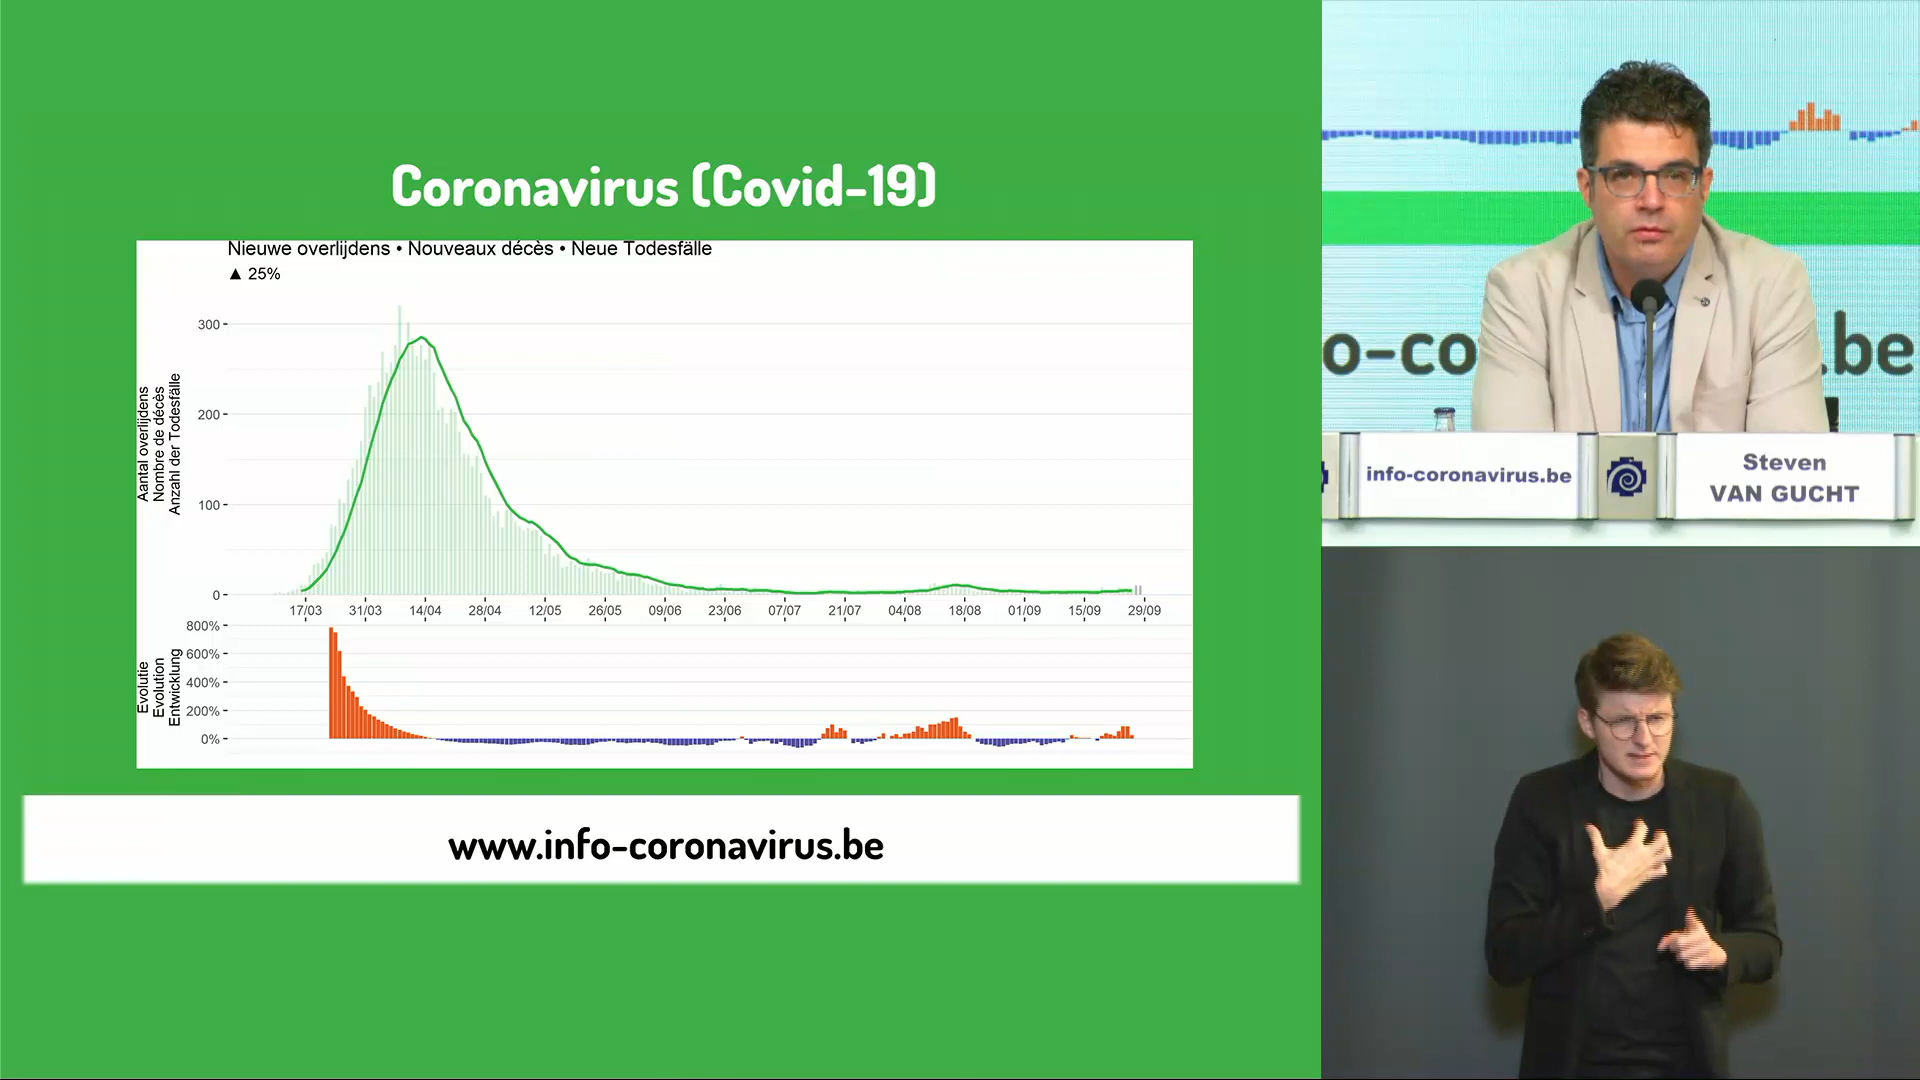 Coronavirus (Covid-19)
Nieuwe overlijdens • Nouveaux décès • Neue Todesfälle
▲ 25%
Aantal overlijdens
Nombre de décès
Anzahl der Todesfälle
300
200
100
0
17/03 31/03 14/04 28/04 12/05 26/05 09/06 23/06 07/07 21/07 04/08 18/08 01/09 15/09 29/09
Evolutie
Evolution
Entwicklung
800%
600%
400%
200%
0%
www.info-coronavirus.be
o-co .be
info-coronavirus.be
Steven
VAN GUCHT